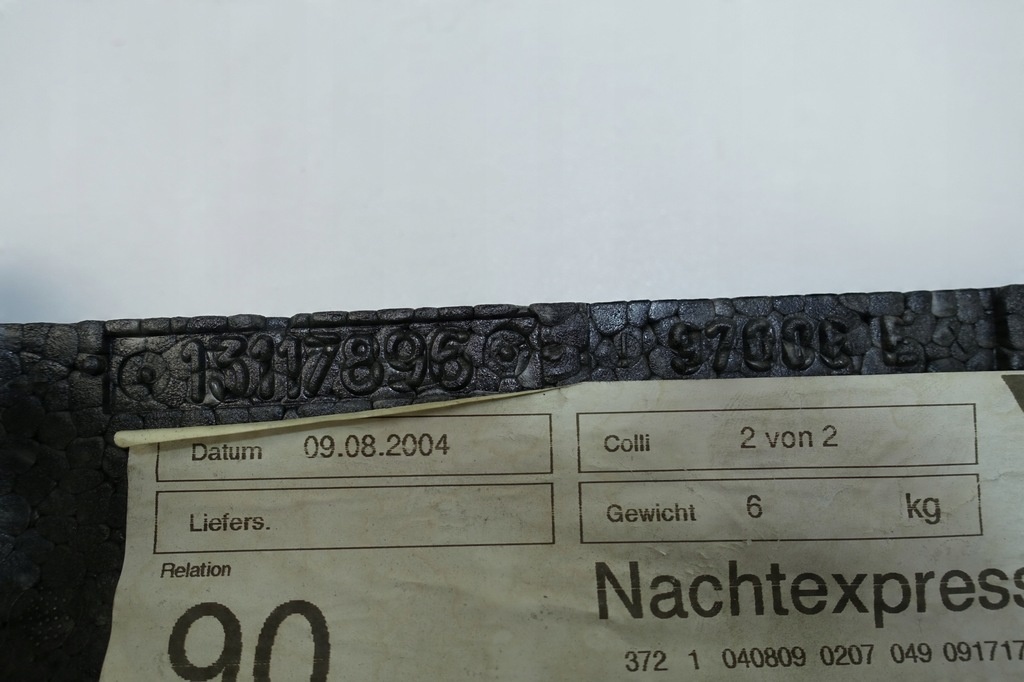 13117896
Datum 09.08.2004
Colli 2 von 2
Liefers.
Gewicht 6 kg
Relation
90
Nachtexpress
372 1 040809 0207 049 091717